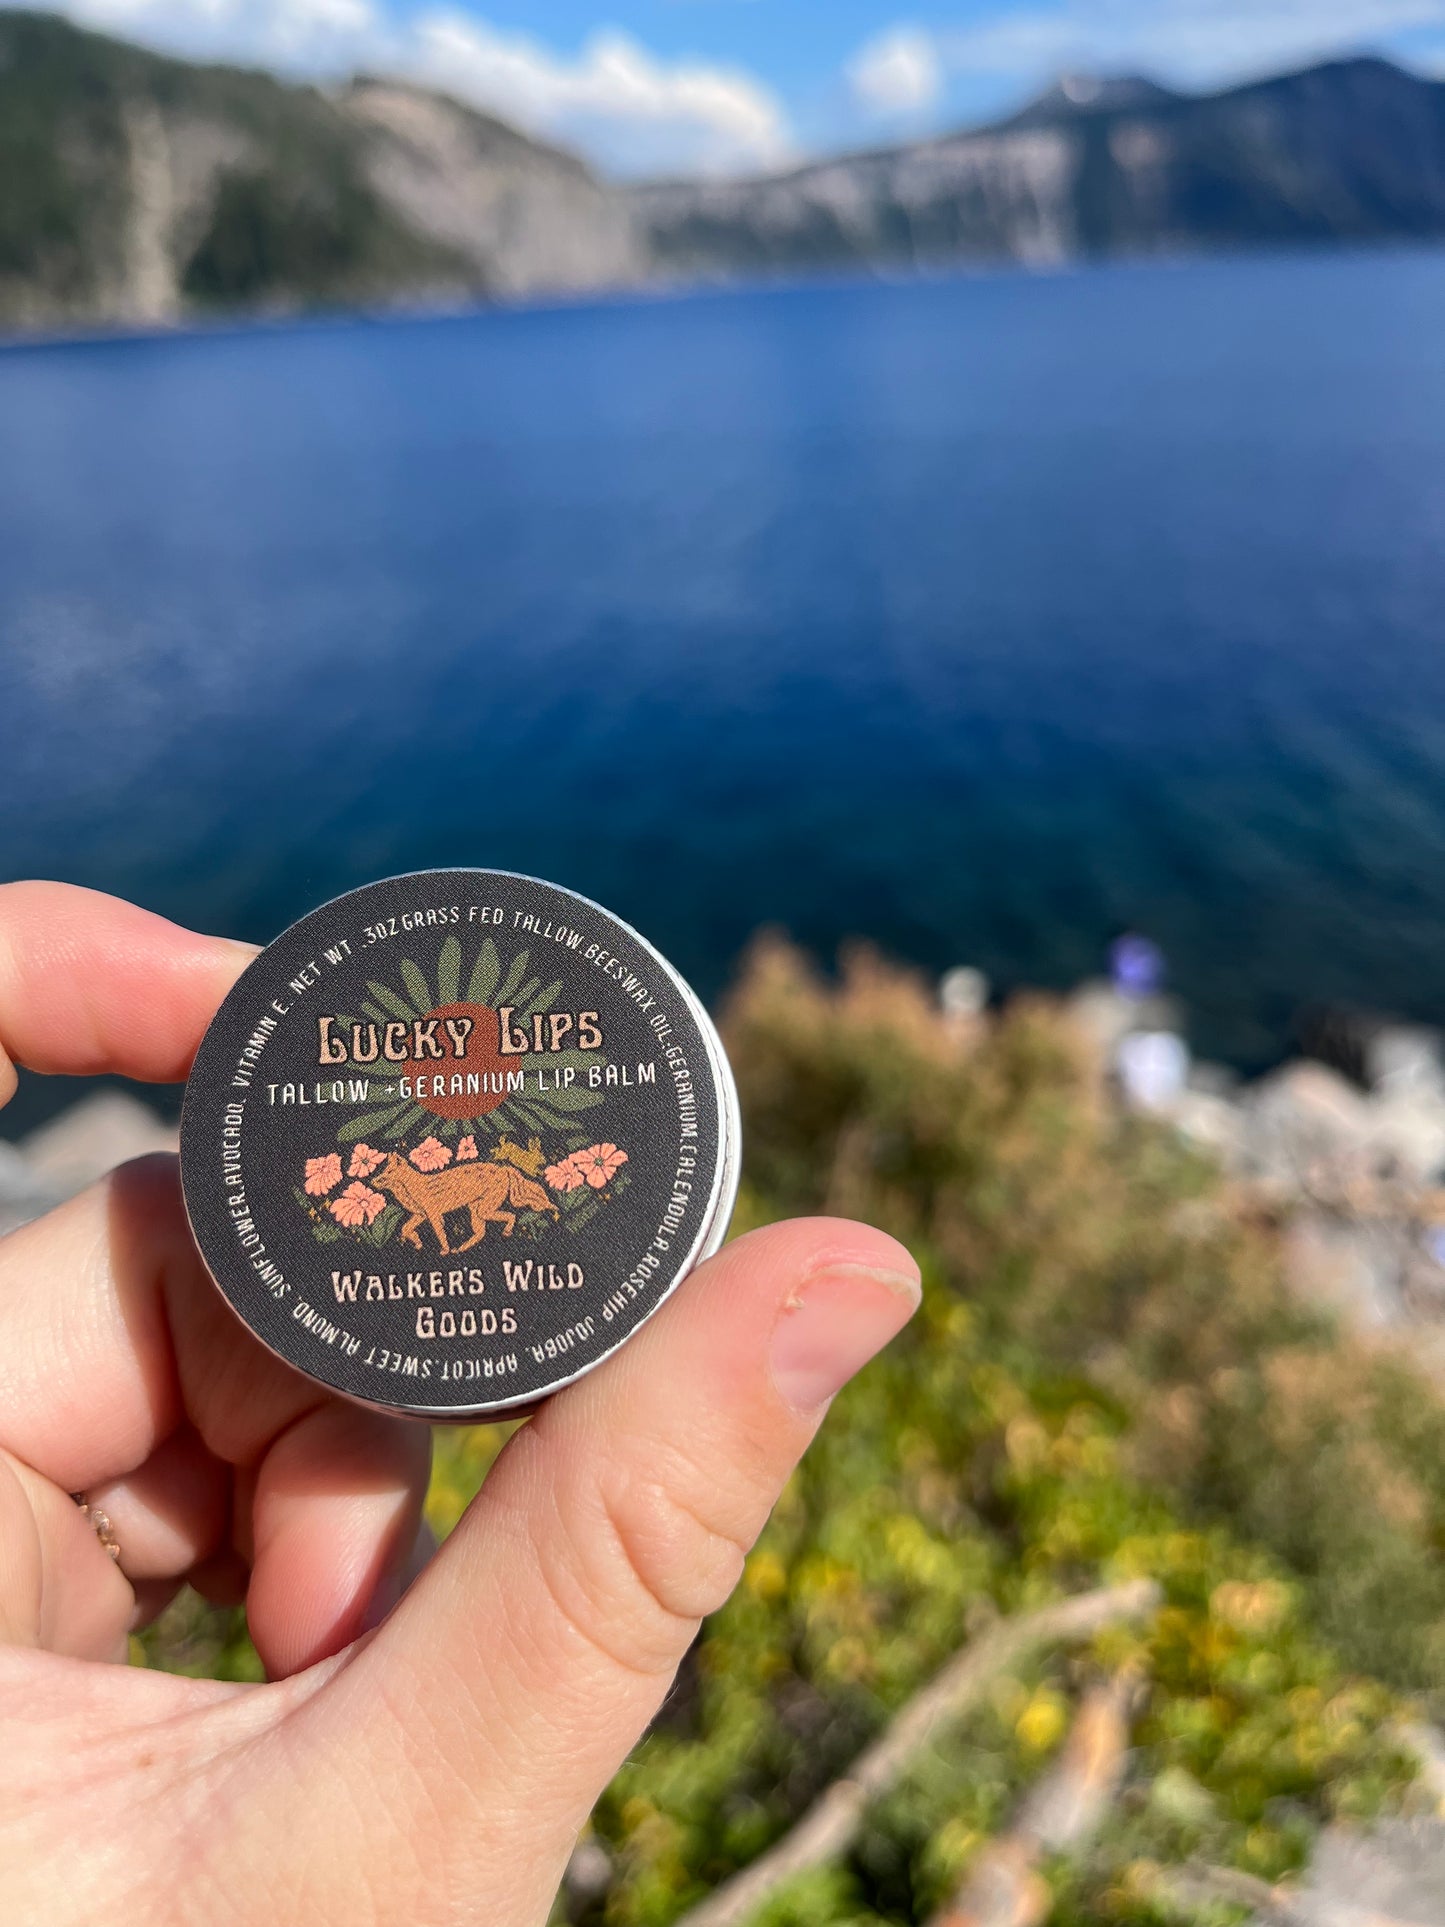 LUCKY LIPS
TALLOW +GERANIUM LIP BALM
WALKER'S WILD
GOODS
GRASS FED TALLOW.BEESWAX OIL.GERANIUM.CALENDULA.ROSEHIP JOJOBA. APRICOT.SWEET ALMOND. SUNFLOWER.AVOCADO. VITAMIN E. NET WT .3OZ